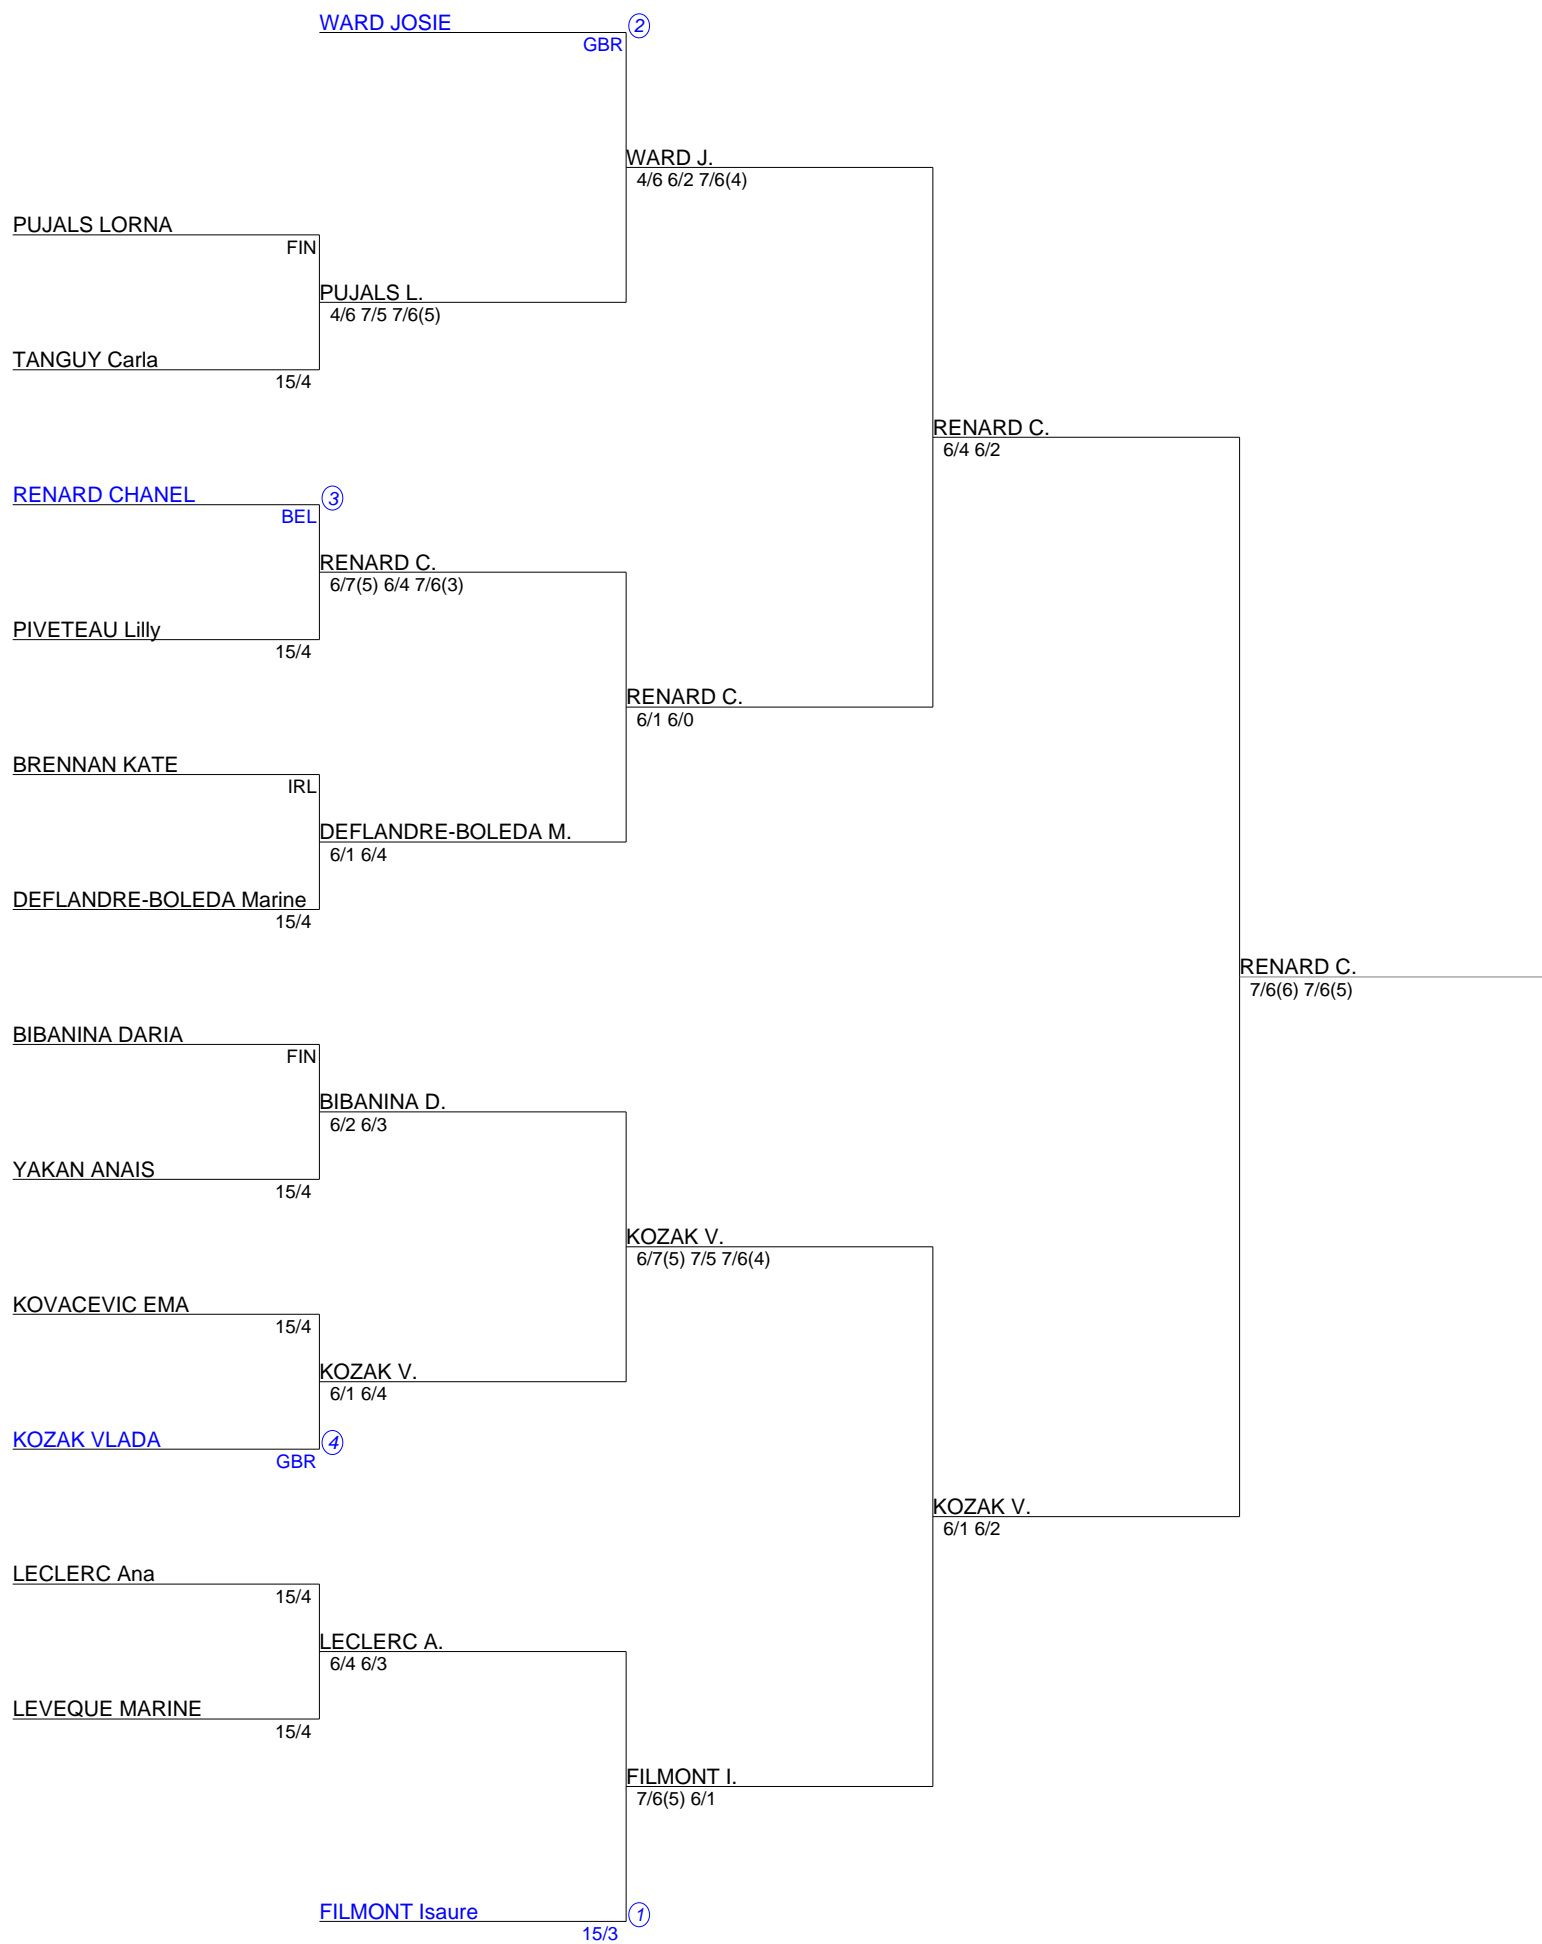 WARD JOSIE
2
GBR
WARD J.
4/6 6/2 7/6(4)
PUJALS LORNA
FIN
PUJALS L.
4/6 7/5 7/6(5)
TANGUY Carla
15/4
RENARD C.
6/4 6/2
RENARD CHANEL
3
BEL
RENARD C.
6/7(5) 6/4 7/6(3)
PIVETEAU Lilly
15/4
RENARD C.
6/1 6/0
BRENNAN KATE
IRL
DEFLANDRE-BOLEDA M.
6/1 6/4
DEFLANDRE-BOLEDA Marine
15/4
RENARD C.
7/6(6) 7/6(5)
BIBANINA DARIA
FIN
BIBANINA D.
6/2 6/3
YAKAN ANAIS
15/4
KOZAK V.
6/7(5) 7/5 7/6(4)
KOVACEVIC EMA
15/4
KOZAK V.
6/1 6/4
KOZAK VLADA
4
GBR
KOZAK V.
6/1 6/2
LECLERC Ana
15/4
LECLERC A.
6/4 6/3
LEVEQUE MARINE
15/4
FILMONT I.
7/6(5) 6/1
FILMONT Isaure
1
15/3